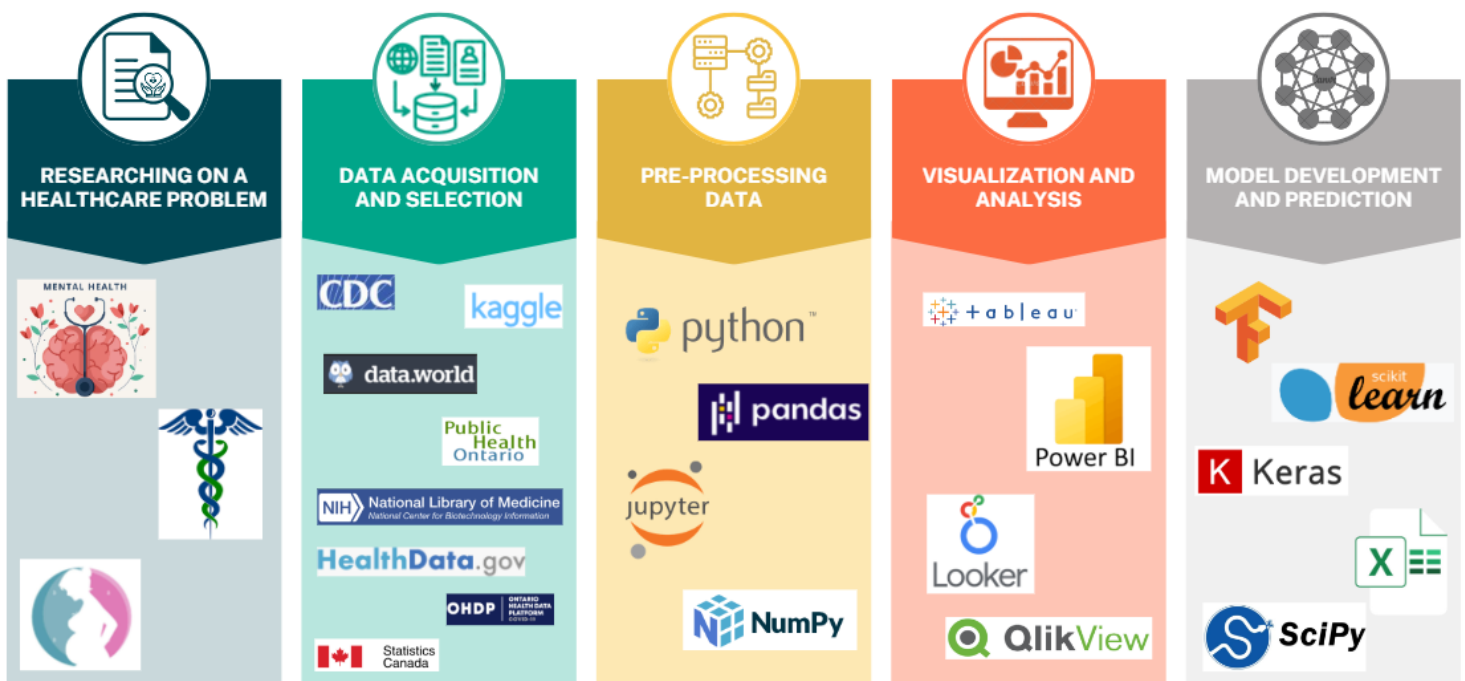 RESEARCHING ON A
HEALTHCARE PROBLEM
MENTAL HEALTH
DATA ACQUISITION
AND SELECTION
CDC
kaggle
data.world
Public
Health
Ontario
NIH National Library of Medicine
National Center for Biotechnology Information
HealthData.gov
OHDP ONTARIO
HEALTH DATA
PLATFORM
COVID-19
Statistics
Canada
PRE-PROCESSING
DATA
python™
pandas
jupyter
NumPy
VISUALIZATION AND
ANALYSIS
+ a b | e a u
Power BI
Looker
QlikView
MODEL DEVELOPMENT
AND PREDICTION
scikit
learn
K Keras
X
SciPy